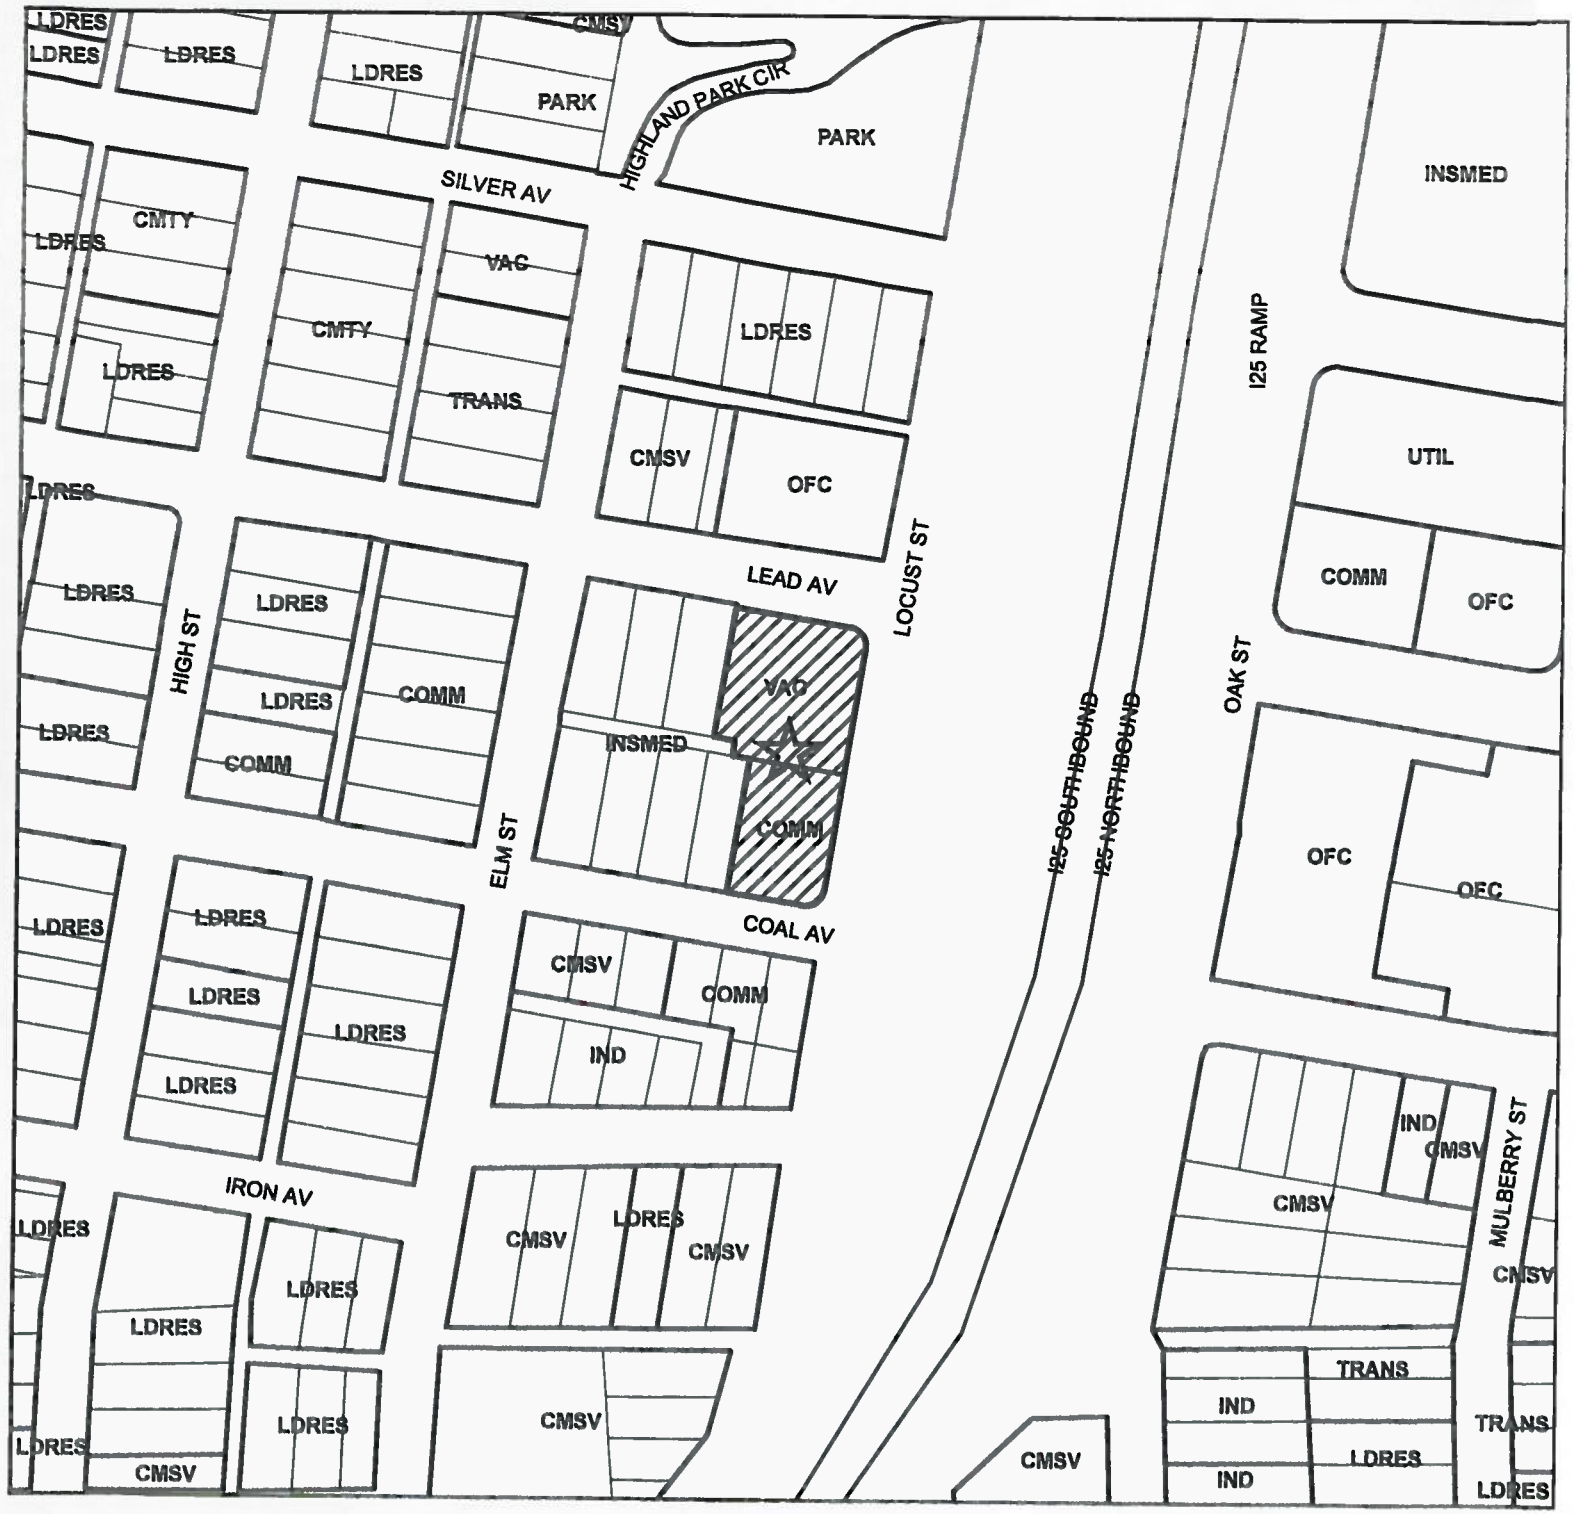 LDRES
CMSV
LDRES
LDRES
LDRES
PARK
HIGHLAND PARK CIR
PARK
INSMED
SILVER AV
CMTY
LDRES
VAC
CMTY
LDRES
I25 RAMP
LDRES
TRANS
CMSV
OFC
UTIL
LDRES
LOCUST ST
LEAD AV
COMM
OFC
LDRES
LDRES
HIGH ST
OAK ST
LDRES
COMM
VAC
LDRES
INSMED
I25 SOUTHBOUND
I25 NORTHBOUND
COMM
COMM
ELM ST
OFC
OFC
LDRES
LDRES
COAL AV
CMSV
COMM
LDRES
LDRES
IND
LDRES
IND
CMSV
MULBERRY ST
IRON AV
CMSV
LDRES
LDRES
CMSV
CMSV
CMSV
LDRES
LDRES
TRANS
IND
CMSV
LDRES
TRANS
LDRES
CMSV
LDRES
CMSV
IND
LDRES